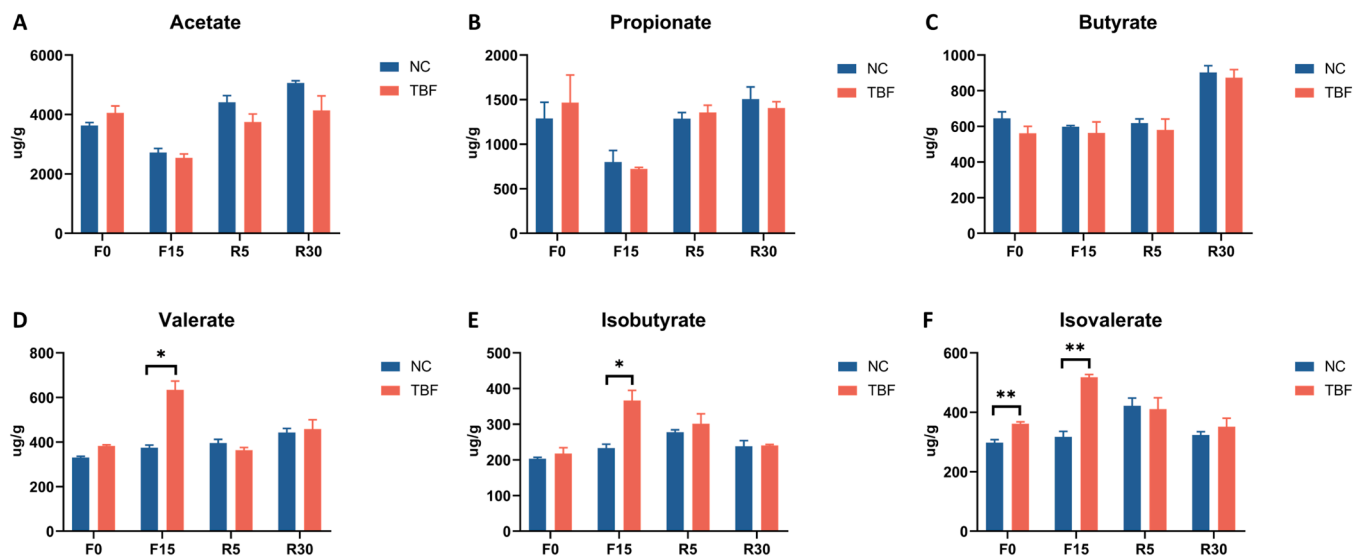 A Acetate
6000
4000
2000
0
ug/g
F0 F15 R5 R30
NC
TBF
B Propionate
2000
1500
1000
500
0
ug/g
F0 F15 R5 R30
NC
TBF
C Butyrate
1000
800
600
400
200
0
ug/g
F0 F15 R5 R30
NC
TBF
D Valerate
800
600
400
200
0
ug/g
*
F0 F15 R5 R30
NC
TBF
E Isobutyrate
500
400
300
200
100
0
ug/g
*
F0 F15 R5 R30
NC
TBF
F Isovalerate
600
400
200
0
ug/g
** **
F0 F15 R5 R30
NC
TBF